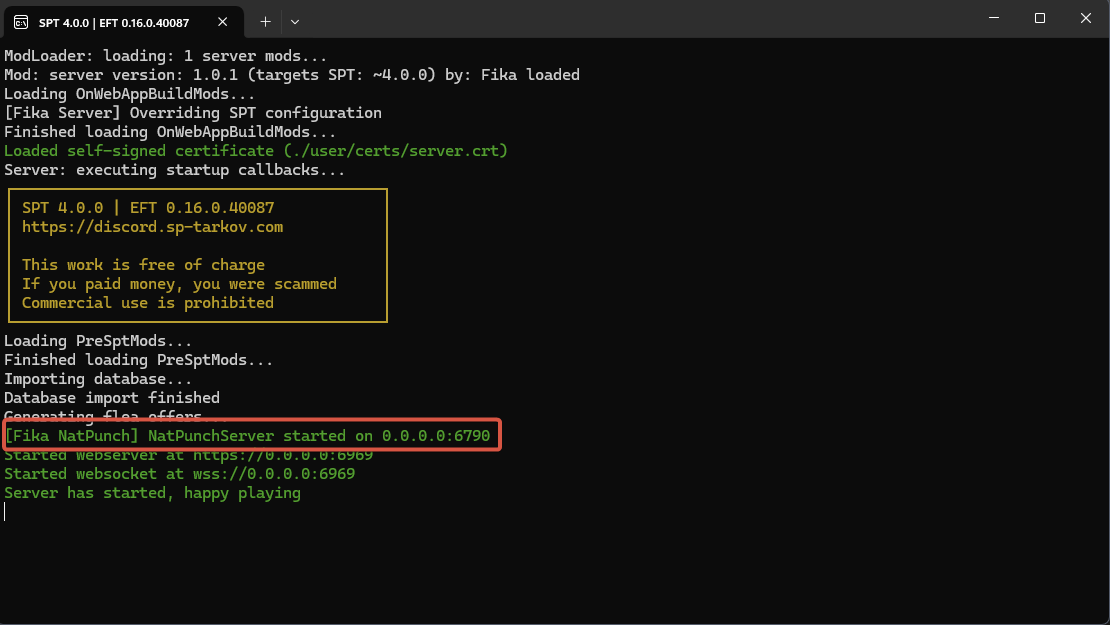 SPT 4.0.0 | EFT 0.16.0.40087
ModLoader: loading: 1 server mods...
Mod: server version: 1.0.1 (targets SPT: ~4.0.0) by: Fika loaded
Loading OnWebAppBuildMods...
[Fika Server] Overriding SPT configuration
Finished loading OnWebAppBuildMods...
Loaded self-signed certificate (./user/certs/server.crt)
Server: executing startup callbacks...
SPT 4.0.0 | EFT 0.16.0.40087
https://discord.sp-tarkov.com
This work is free of charge
If you paid money, you were scammed
Commercial use is prohibited
Loading PreSptMods...
Finished loading PreSptMods...
Importing database...
Database import finished
Generating flea offers...
[Fika NatPunch] NatPunchServer started on 0.0.0.0:6790
Started webserver at https://0.0.0.0:6969
Started websocket at wss://0.0.0.0:6969
Server has started, happy playing